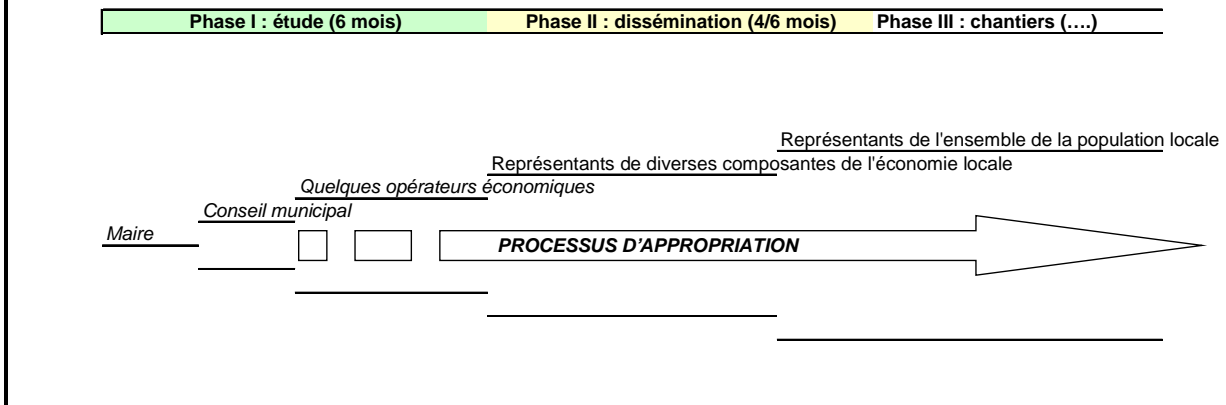 Phase I : étude (6 mois) Phase II : dissémination (4/6 mois) Phase III : chantiers (….)
Représentants de l'ensemble de la population locale
Représentants de diverses composantes de l'économie locale
Quelques opérateurs économiques
Conseil municipal
Maire
PROCESSUS D’APPROPRIATION